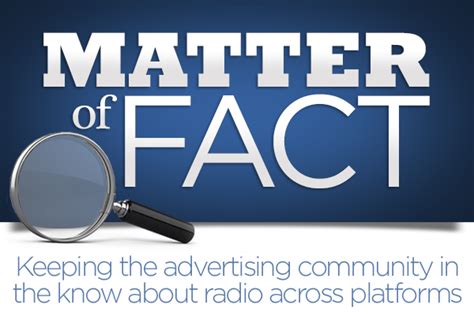 MATTER
of FACT
Keeping the advertising community in
the know about radio across platforms